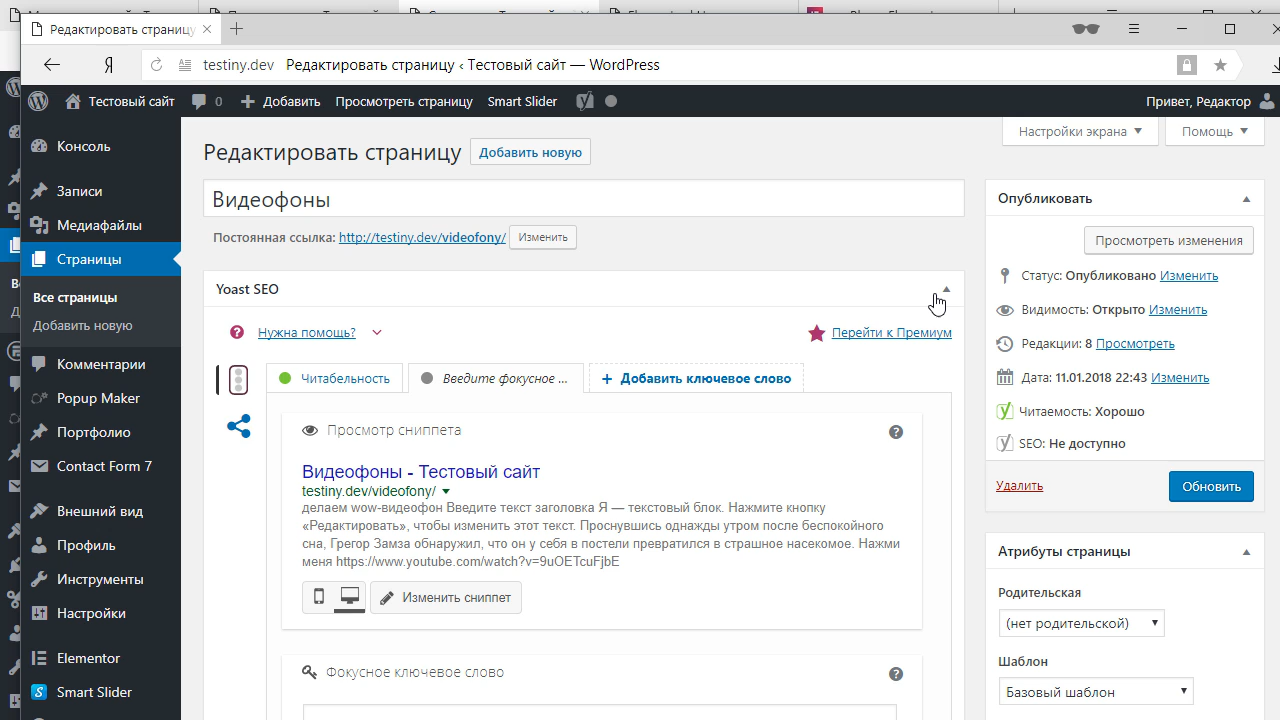 Редактировать страницу
testiny.dev Редактировать страницу ‹ Тестовый сайт — WordPress
Тестовый сайт 0 Добавить Просмотреть страницу Smart Slider Привет, Редактор
Настройки экрана Помощь
Консоль
Записи
Медиафайлы
Страницы
Все страницы
Добавить новую
Комментарии
Popup Maker
Портфолио
Contact Form 7
Внешний вид
Профиль
Инструменты
Настройки
Elementor
Smart Slider
Редактировать страницу Добавить новую
Видеофоны
Постоянная ссылка: http://testiny.dev/videofony/ Изменить
Yoast SEO
Нужна помощь? Перейти к Премиум
Читабельность Введите фокусное ... + Добавить ключевое слово
Просмотр сниппета
Видеофоны - Тестовый сайт
testiny.dev/videofony/
делаем wow-видеофон Введите текст заголовка Я — текстовый блок. Нажмите кнопку
«Редактировать», чтобы изменить этот текст. Проснувшись однажды утром после беспокойного
сна, Грегор Замза обнаружил, что он у себя в постели превратился в страшное насекомое. Нажми
меня https://www.youtube.com/watch?v=9uOETcuFjbE
Изменить сниппет
Фокусное ключевое слово
Опубликовать
Просмотреть изменения
Статус: Опубликовано Изменить
Видимость: Открыто Изменить
Редакции: 8 Просмотреть
Дата: 11.01.2018 22:43 Изменить
Читаемость: Хорошо
SEO: Не доступно
Удалить Обновить
Атрибуты страницы
Родительская
(нет родительской)
Шаблон
Базовый шаблон